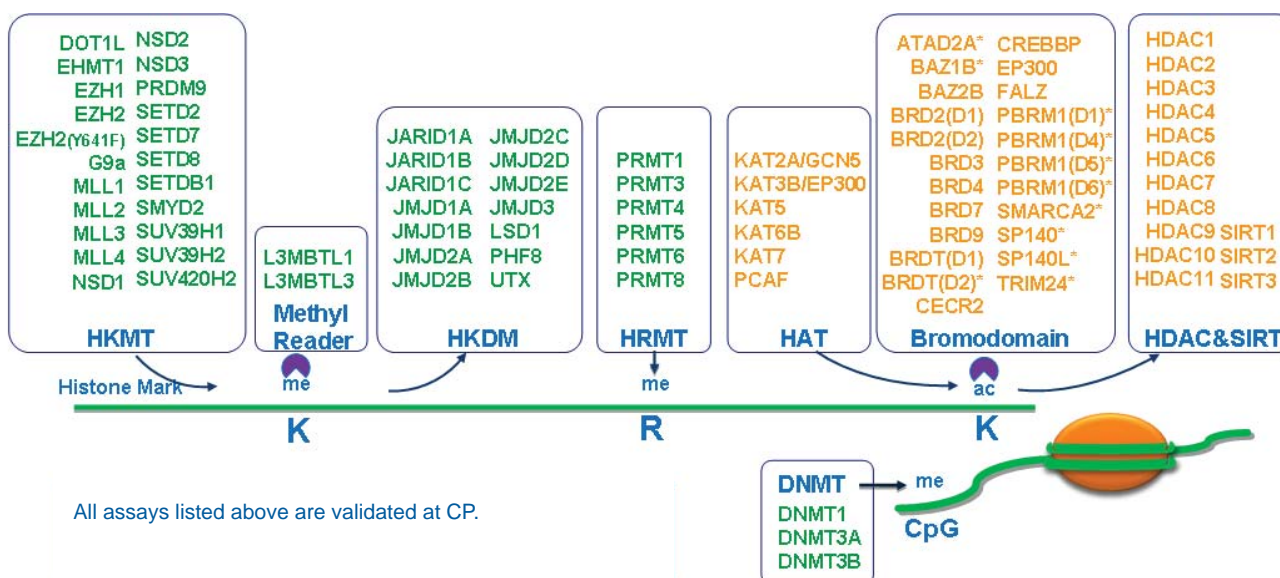 DOT1L NSD2
EHMT1 NSD3
EZH1 PRDM9
EZH2 SETD2
EZH2(Y641F) SETD7
G9a SETD8
MLL1 SETDB1
MLL2 SMYD2
MLL3 SUV39H1
MLL4 SUV39H2
NSD1 SUV420H2
HKMT
L3MBTL1
L3MBTL3
Methyl
Reader
JARID1A JMJD2C
JARID1B JMJD2D
JARID1C JMJD2E
JMJD1A JMJD3
JMJD1B LSD1
JMJD2A PHF8
JMJD2B UTX
HKDM
PRMT1
PRMT3
PRMT4
PRMT5
PRMT6
PRMT8
HRMT
KAT2A/GCN5
KAT3B/EP300
KAT5
KAT6B
KAT7
PCAF
HAT
ATAD2A* CREBBP
BAZ1B* EP300
BAZ2B FALZ
BRD2(D1) PBRM1(D1)*
BRD2(D2) PBRM1(D4)*
BRD3 PBRM1(D5)*
BRD4 PBRM1(D6)*
BRD7 SMARCA2*
BRD9 SP140*
BRDT(D1) SP140L*
BRDT(D2)* TRIM24*
CECR2
Bromodomain
HDAC1
HDAC2
HDAC3
HDAC4
HDAC5
HDAC6
HDAC7
HDAC8
HDAC9 SIRT1
HDAC10 SIRT2
HDAC11 SIRT3
HDAC&SIRT
Histone Mark me me ac
K R K
DNMT me
DNMT1
DNMT3A
DNMT3B
CpG
All assays listed above are validated at CP.